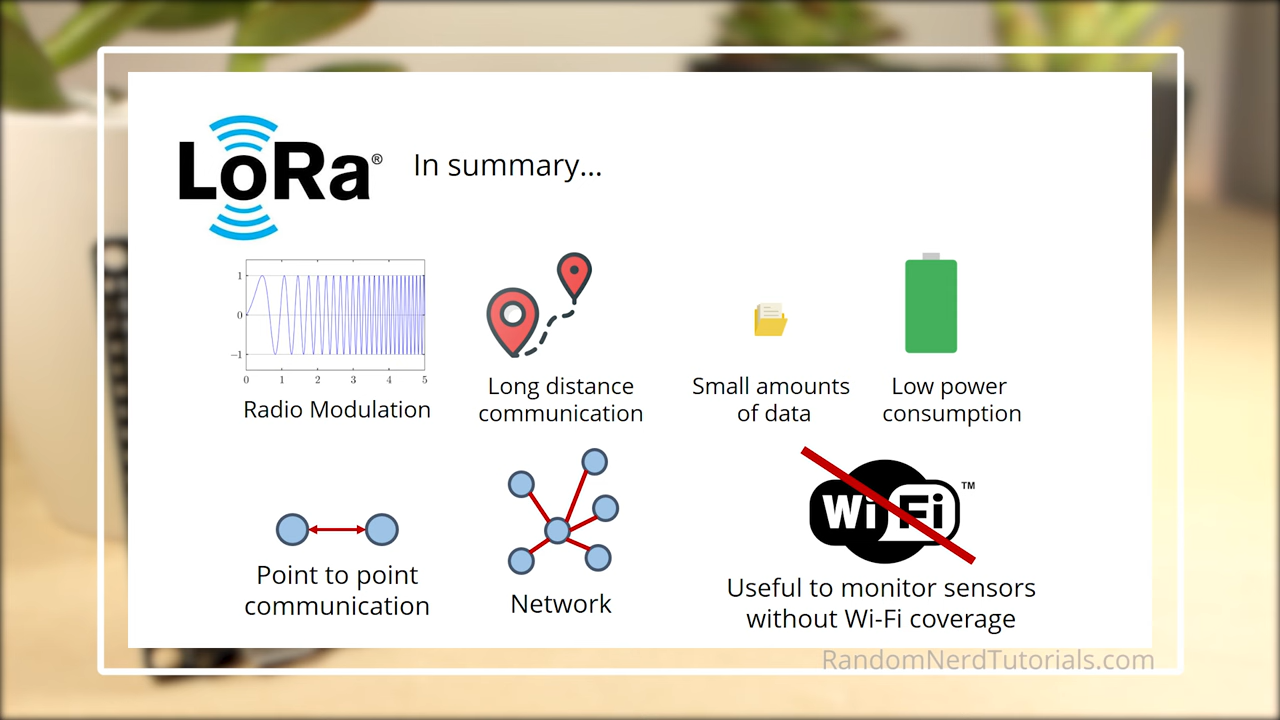 LoRa®
In summary...
1
0
−1
0 1 2 3 4 5
Radio Modulation
Long distance
communication
Small amounts
of data
Low power
consumption
Point to point
communication
Network
Wi Fi™
Useful to monitor sensors
without Wi-Fi coverage
RandomNerdTutorials.com